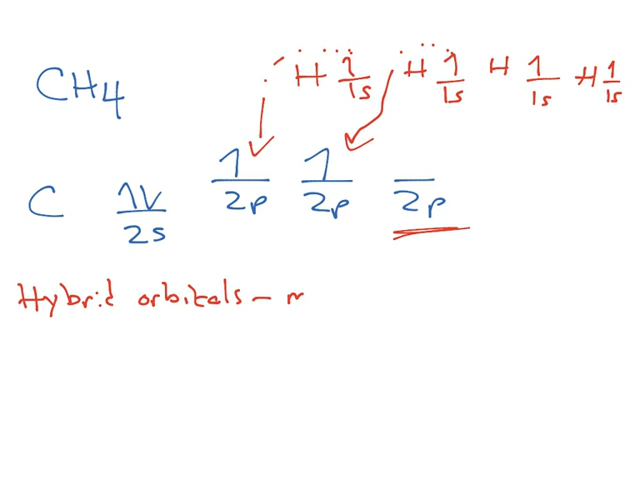 CH4
H 1 1s H 1 1s H 1 1s H 1 1s
C 1V 2s 1 2p 1 2p 2p
Hybrid orbitals - m